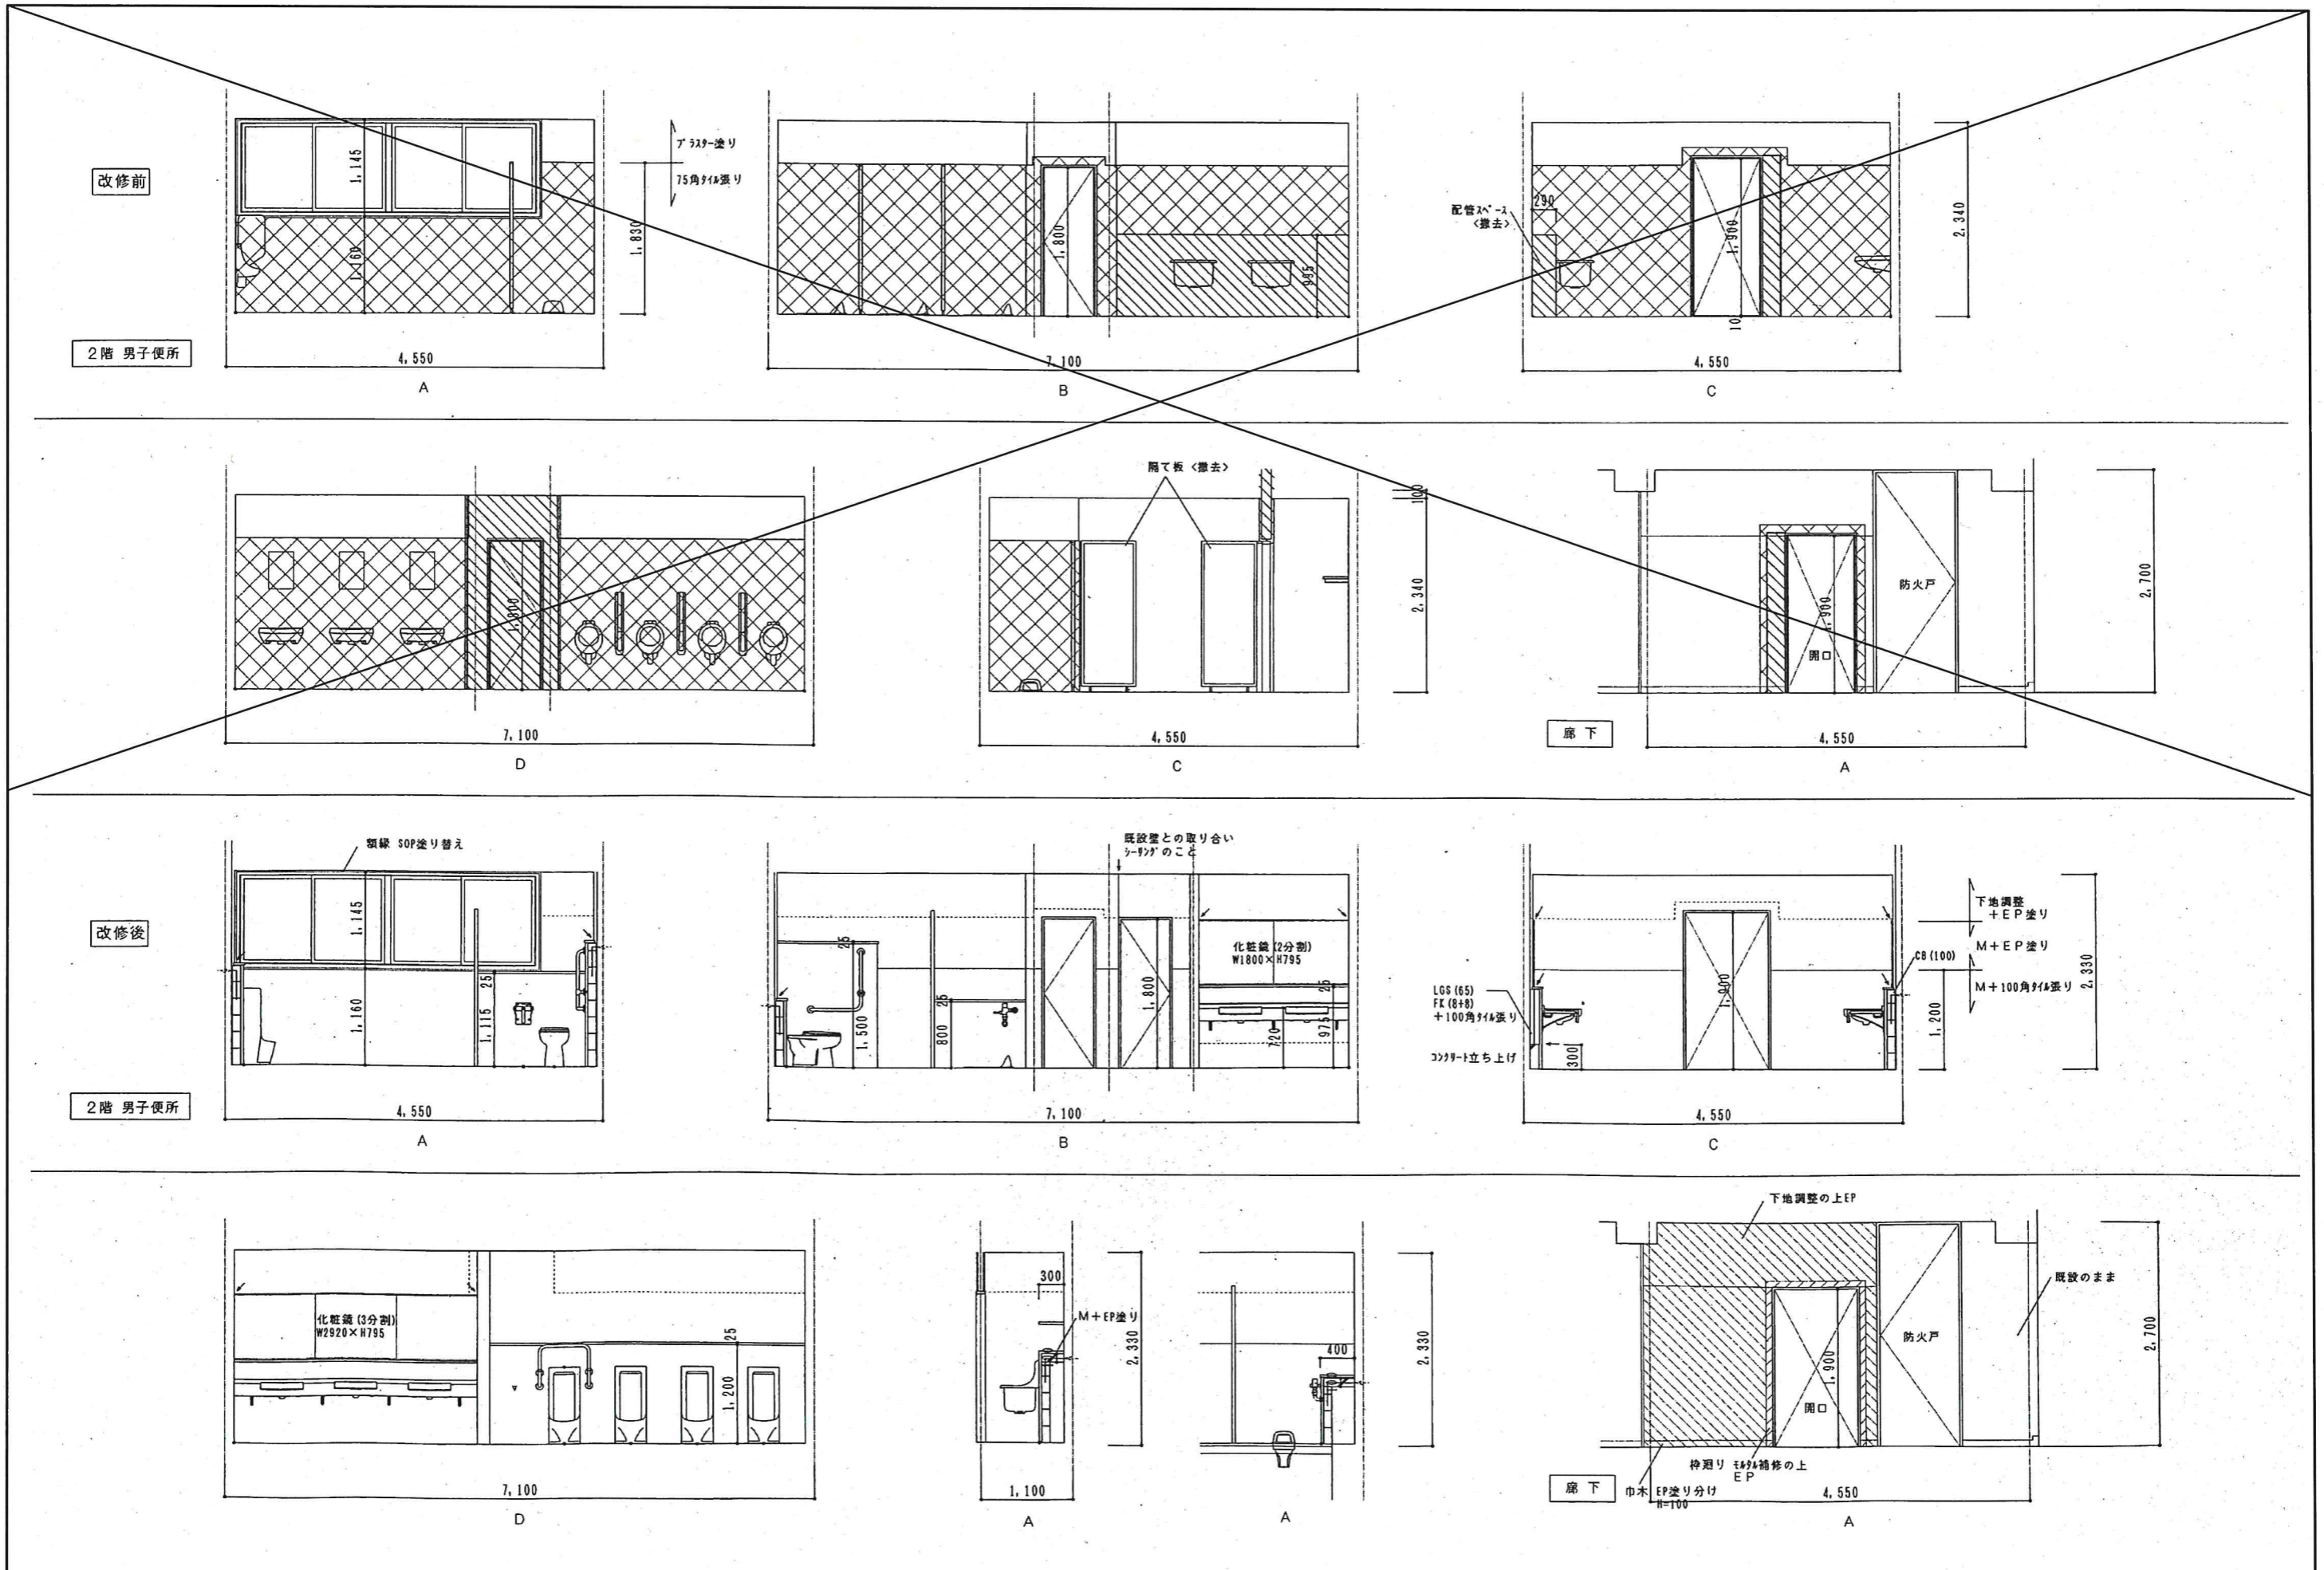 改修前
2階 男子便所
1,145
1,160
プラスター塗り
75角タイル張り
1,830
4,550
A
1,800
995
7,100
B
配管スペース
<撤去>
290
1,900
10
2,340
4,550
C
1,800
7,100
D
隔て板 <撤去>
100
2,340
4,550
C
防火戸
1,900
開口
2,700
廊下
4,550
A
改修後
2階 男子便所
額縁 SOP塗り替え
1,145
1,160
25
1,115
4,550
A
既設壁との取り合い
シーリングのこと
25
1,500
25
800
1,800
化粧鏡(2分割)
W1800×H795
25
720
975
7,100
B
LGS(65)
FK(8+8)
+100角タイル張り
コンクリート立ち上げ
300
1,900
CB(100)
下地調整
+EP塗り
M+EP塗り
M+100角タイル張り
1,200
2,330
4,550
C
化粧鏡(3分割)
W2920×H795
25
1,200
7,100
D
300
M+EP塗り
2,330
1,100
A
400
2,330
A
下地調整の上EP
既設のまま
防火戸
1,900
開口
2,700
枠廻り モルタル補修の上
EP
廊下
巾木 EP塗り分け
H=100
4,550
A